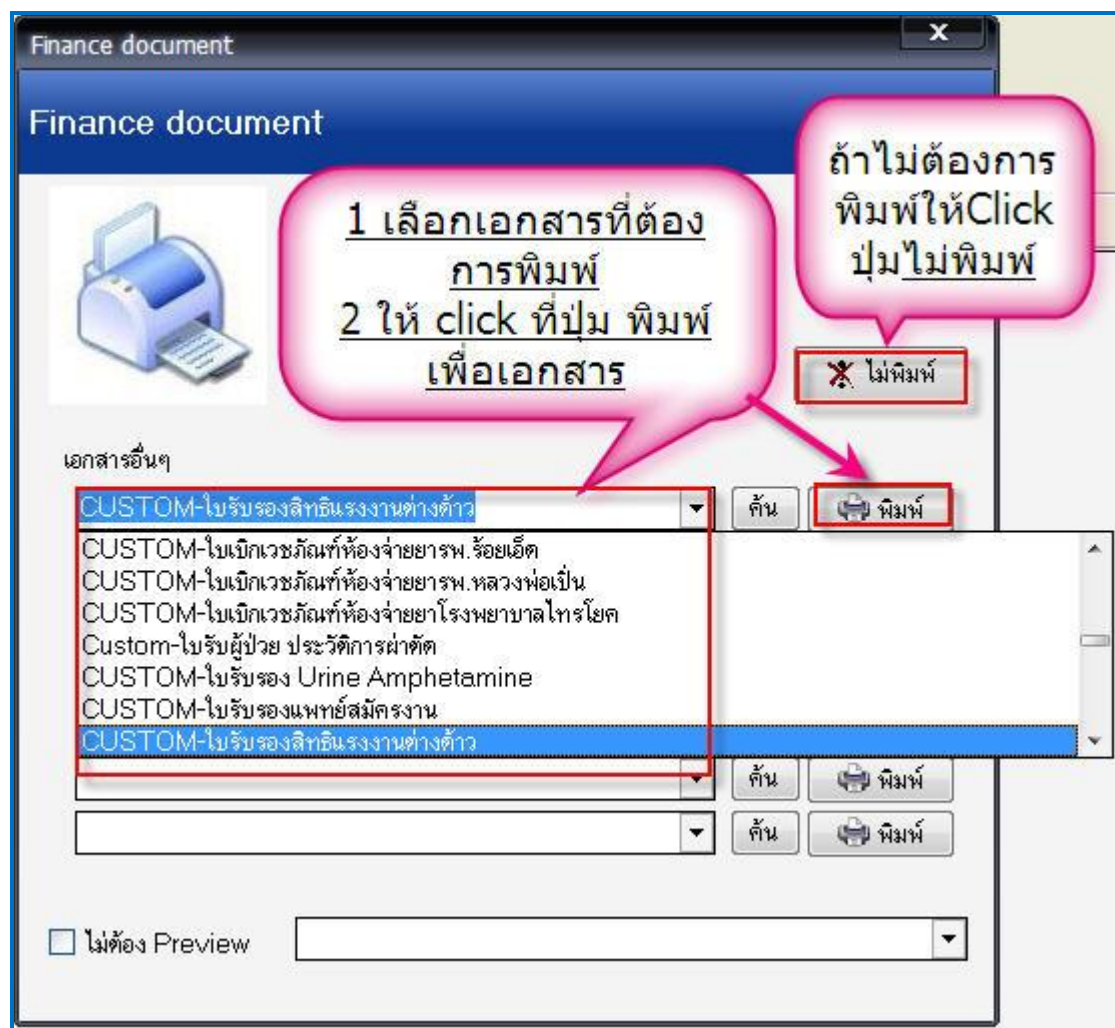 Finance document
x
Finance document
ถ้าไม่ต้องการ
พิมพ์ให้Click
ปุ่มไม่พิมพ์
1 เลือกเอกสารที่ต้อง
การพิมพ์
2 ให้ click ที่ปุ่ม พิมพ์
เพื่อเอกสาร
ไม่พิมพ์
เอกสารอื่นๆ
CUSTOM-ใบรับรองสิทธิแรงงานต่างด้าว ค้น พิมพ์
CUSTOM-ใบเบิกเวชภัณฑ์ห้องจ่ายยารพ.ร้อยเอ็ด
CUSTOM-ใบเบิกเวชภัณฑ์ห้องจ่ายยารพ.หลวงพ่อเปิ่น
CUSTOM-ใบเบิกเวชภัณฑ์ห้องจ่ายยาโรงพยาบาลไทรโยค
Custom-ใบรับผู้ป่วย ประวัติการผ่าตัด
CUSTOM-ใบรับรอง Urine Amphetamine
CUSTOM-ใบรับรองแพทย์สมัครงาน
CUSTOM-ใบรับรองสิทธิแรงงานต่างด้าว
ค้น พิมพ์
ค้น พิมพ์
ไม่ต้อง Preview